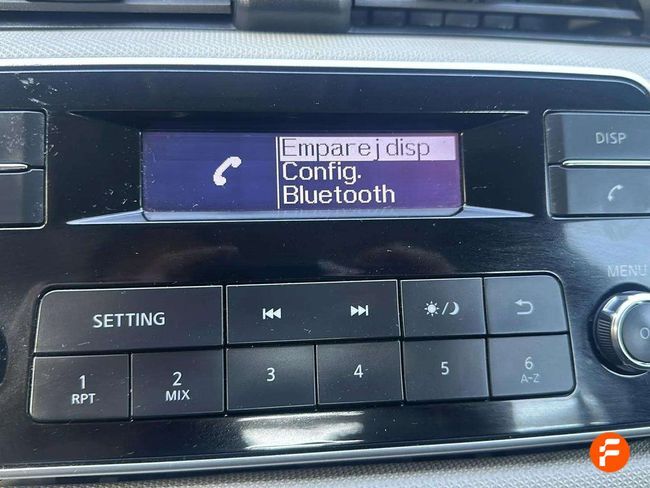 DISP
Emparej disp
Config.
Bluetooth
MENU
SETTING
1
RPT
2
MIX
3
4
5
6
A-Z